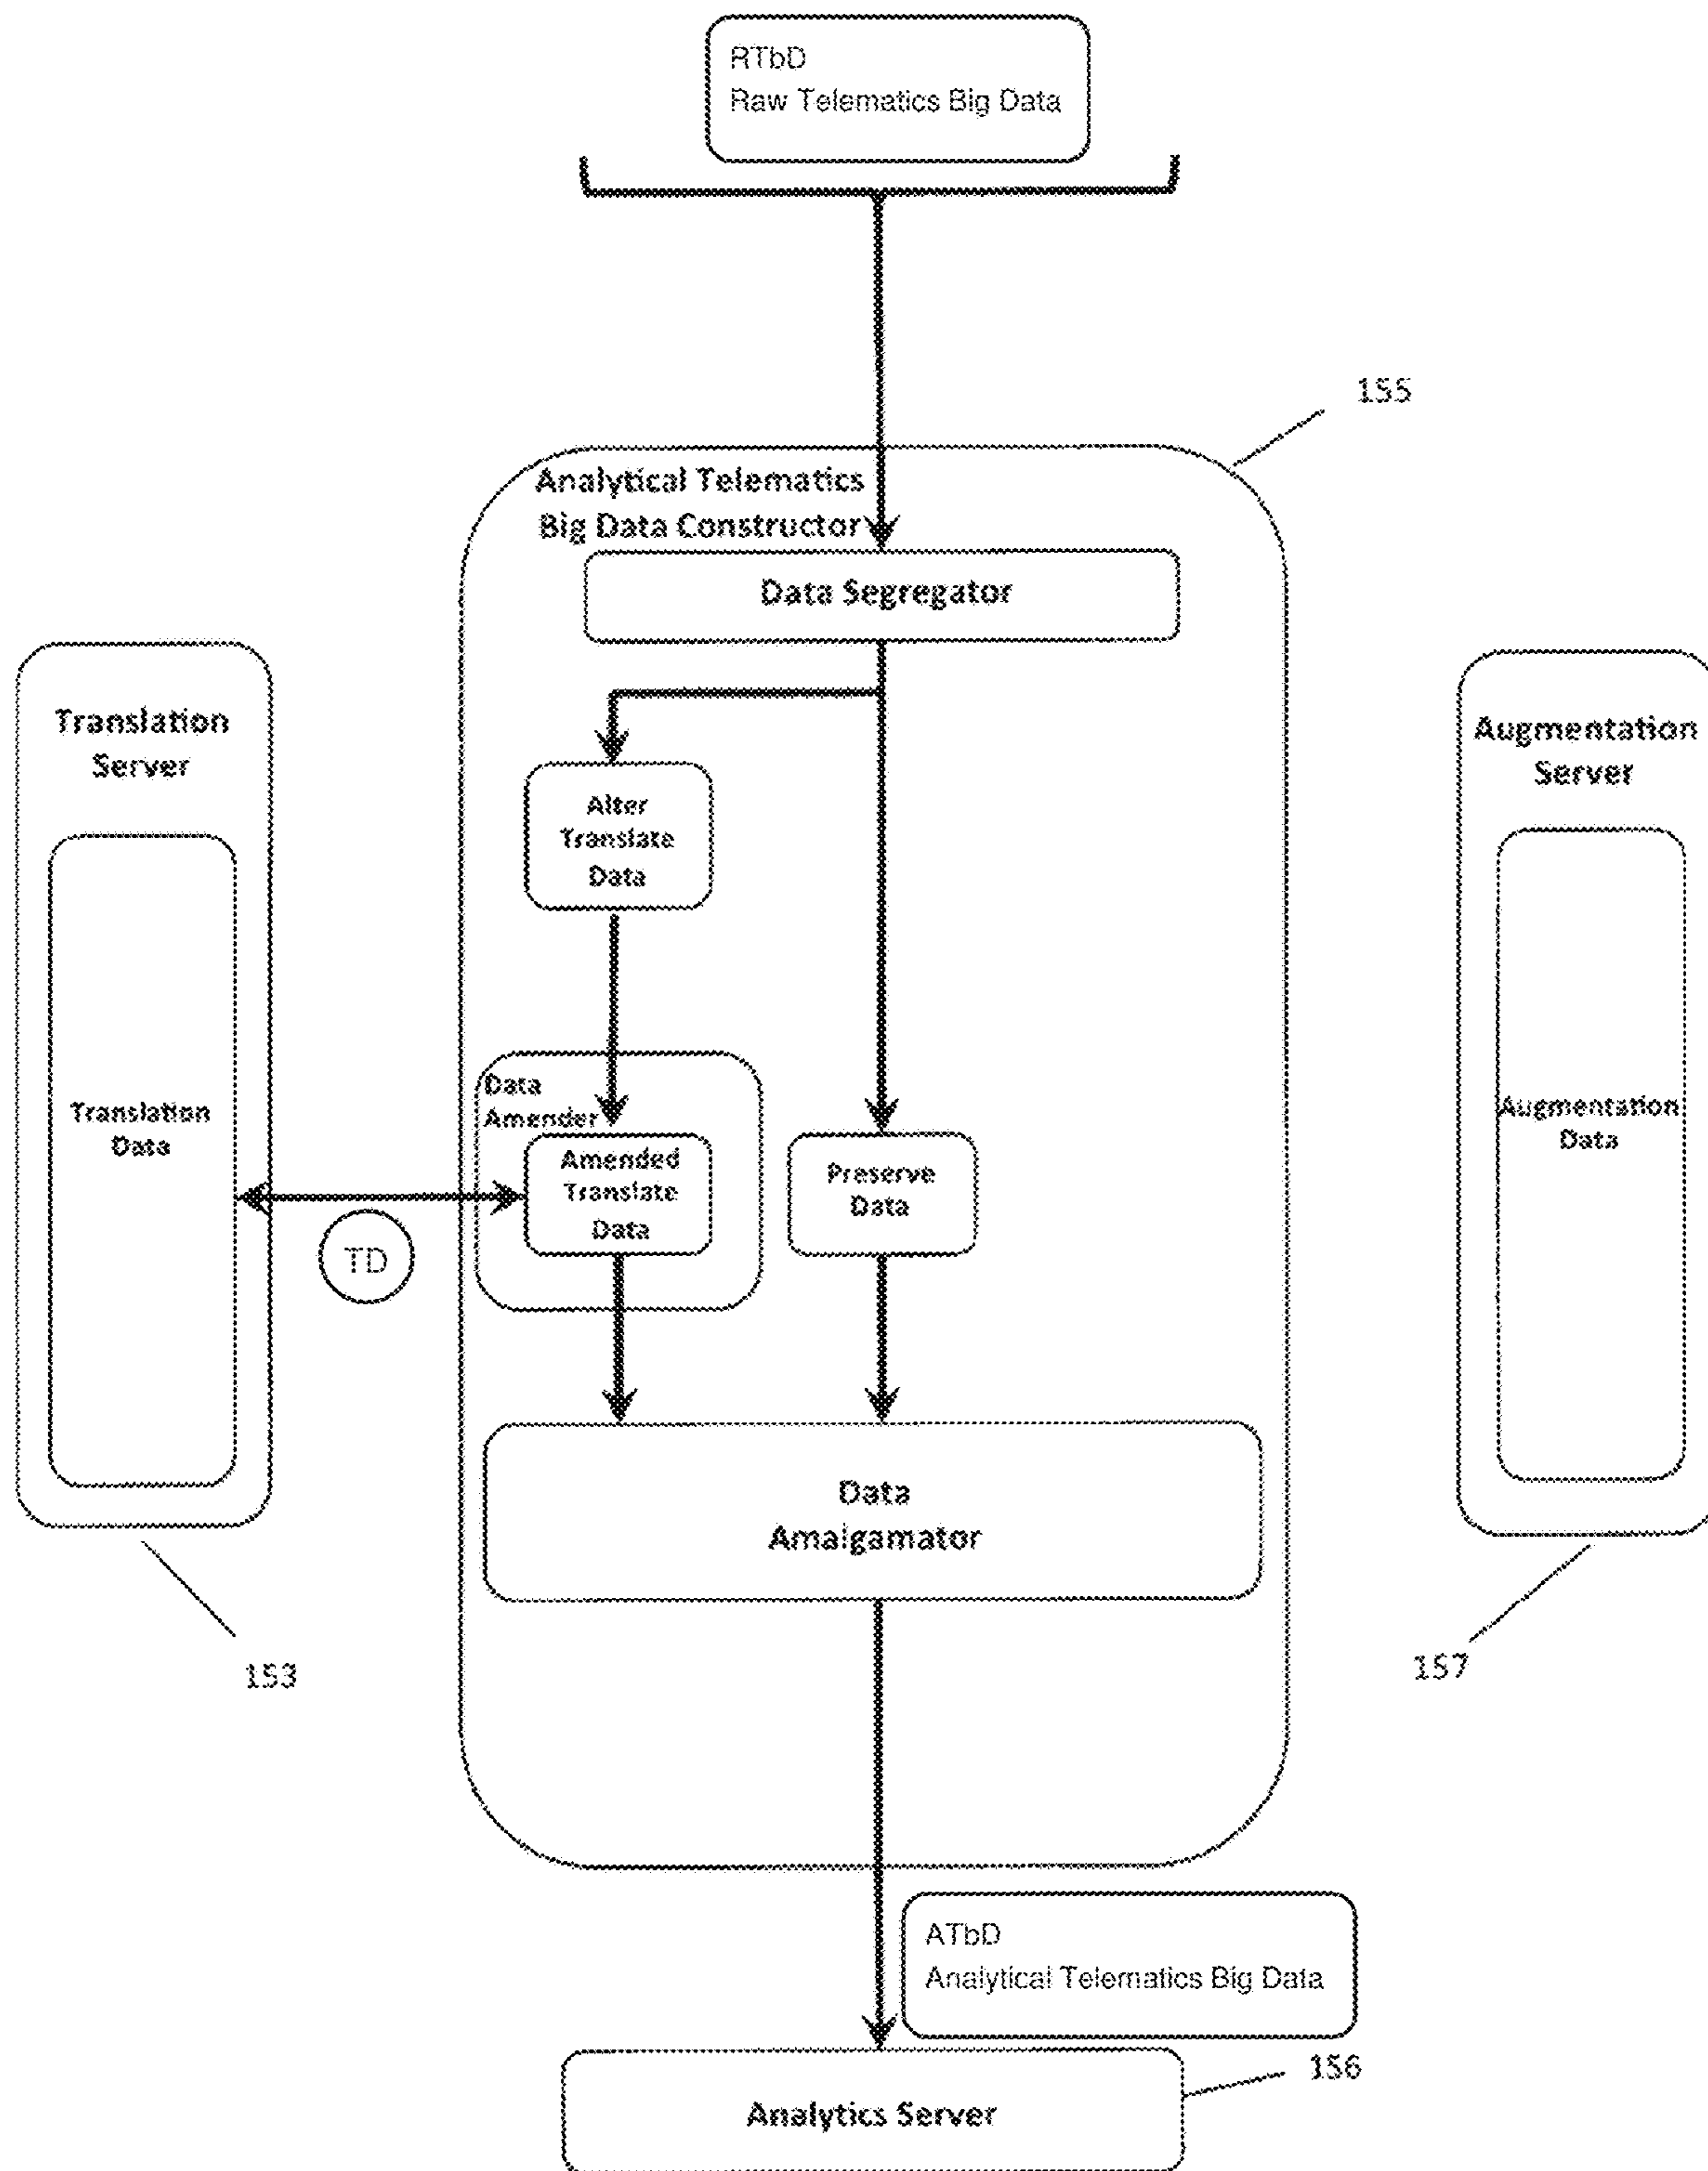 RTbD
Raw Telematics Big Data
155
Analytical Telematics
Big Data Constructor
Data Segregator
Translation
Server
Augmentation
Server
Alter
Translate
Data
Data
Amender
Translation
Data
Amended
Translate
Data
Preserve
Data
Augmentation
Data
TD
Data
Amalgamator
153
157
ATbD
Analytical Telematics Big Data
156
Analytics Server